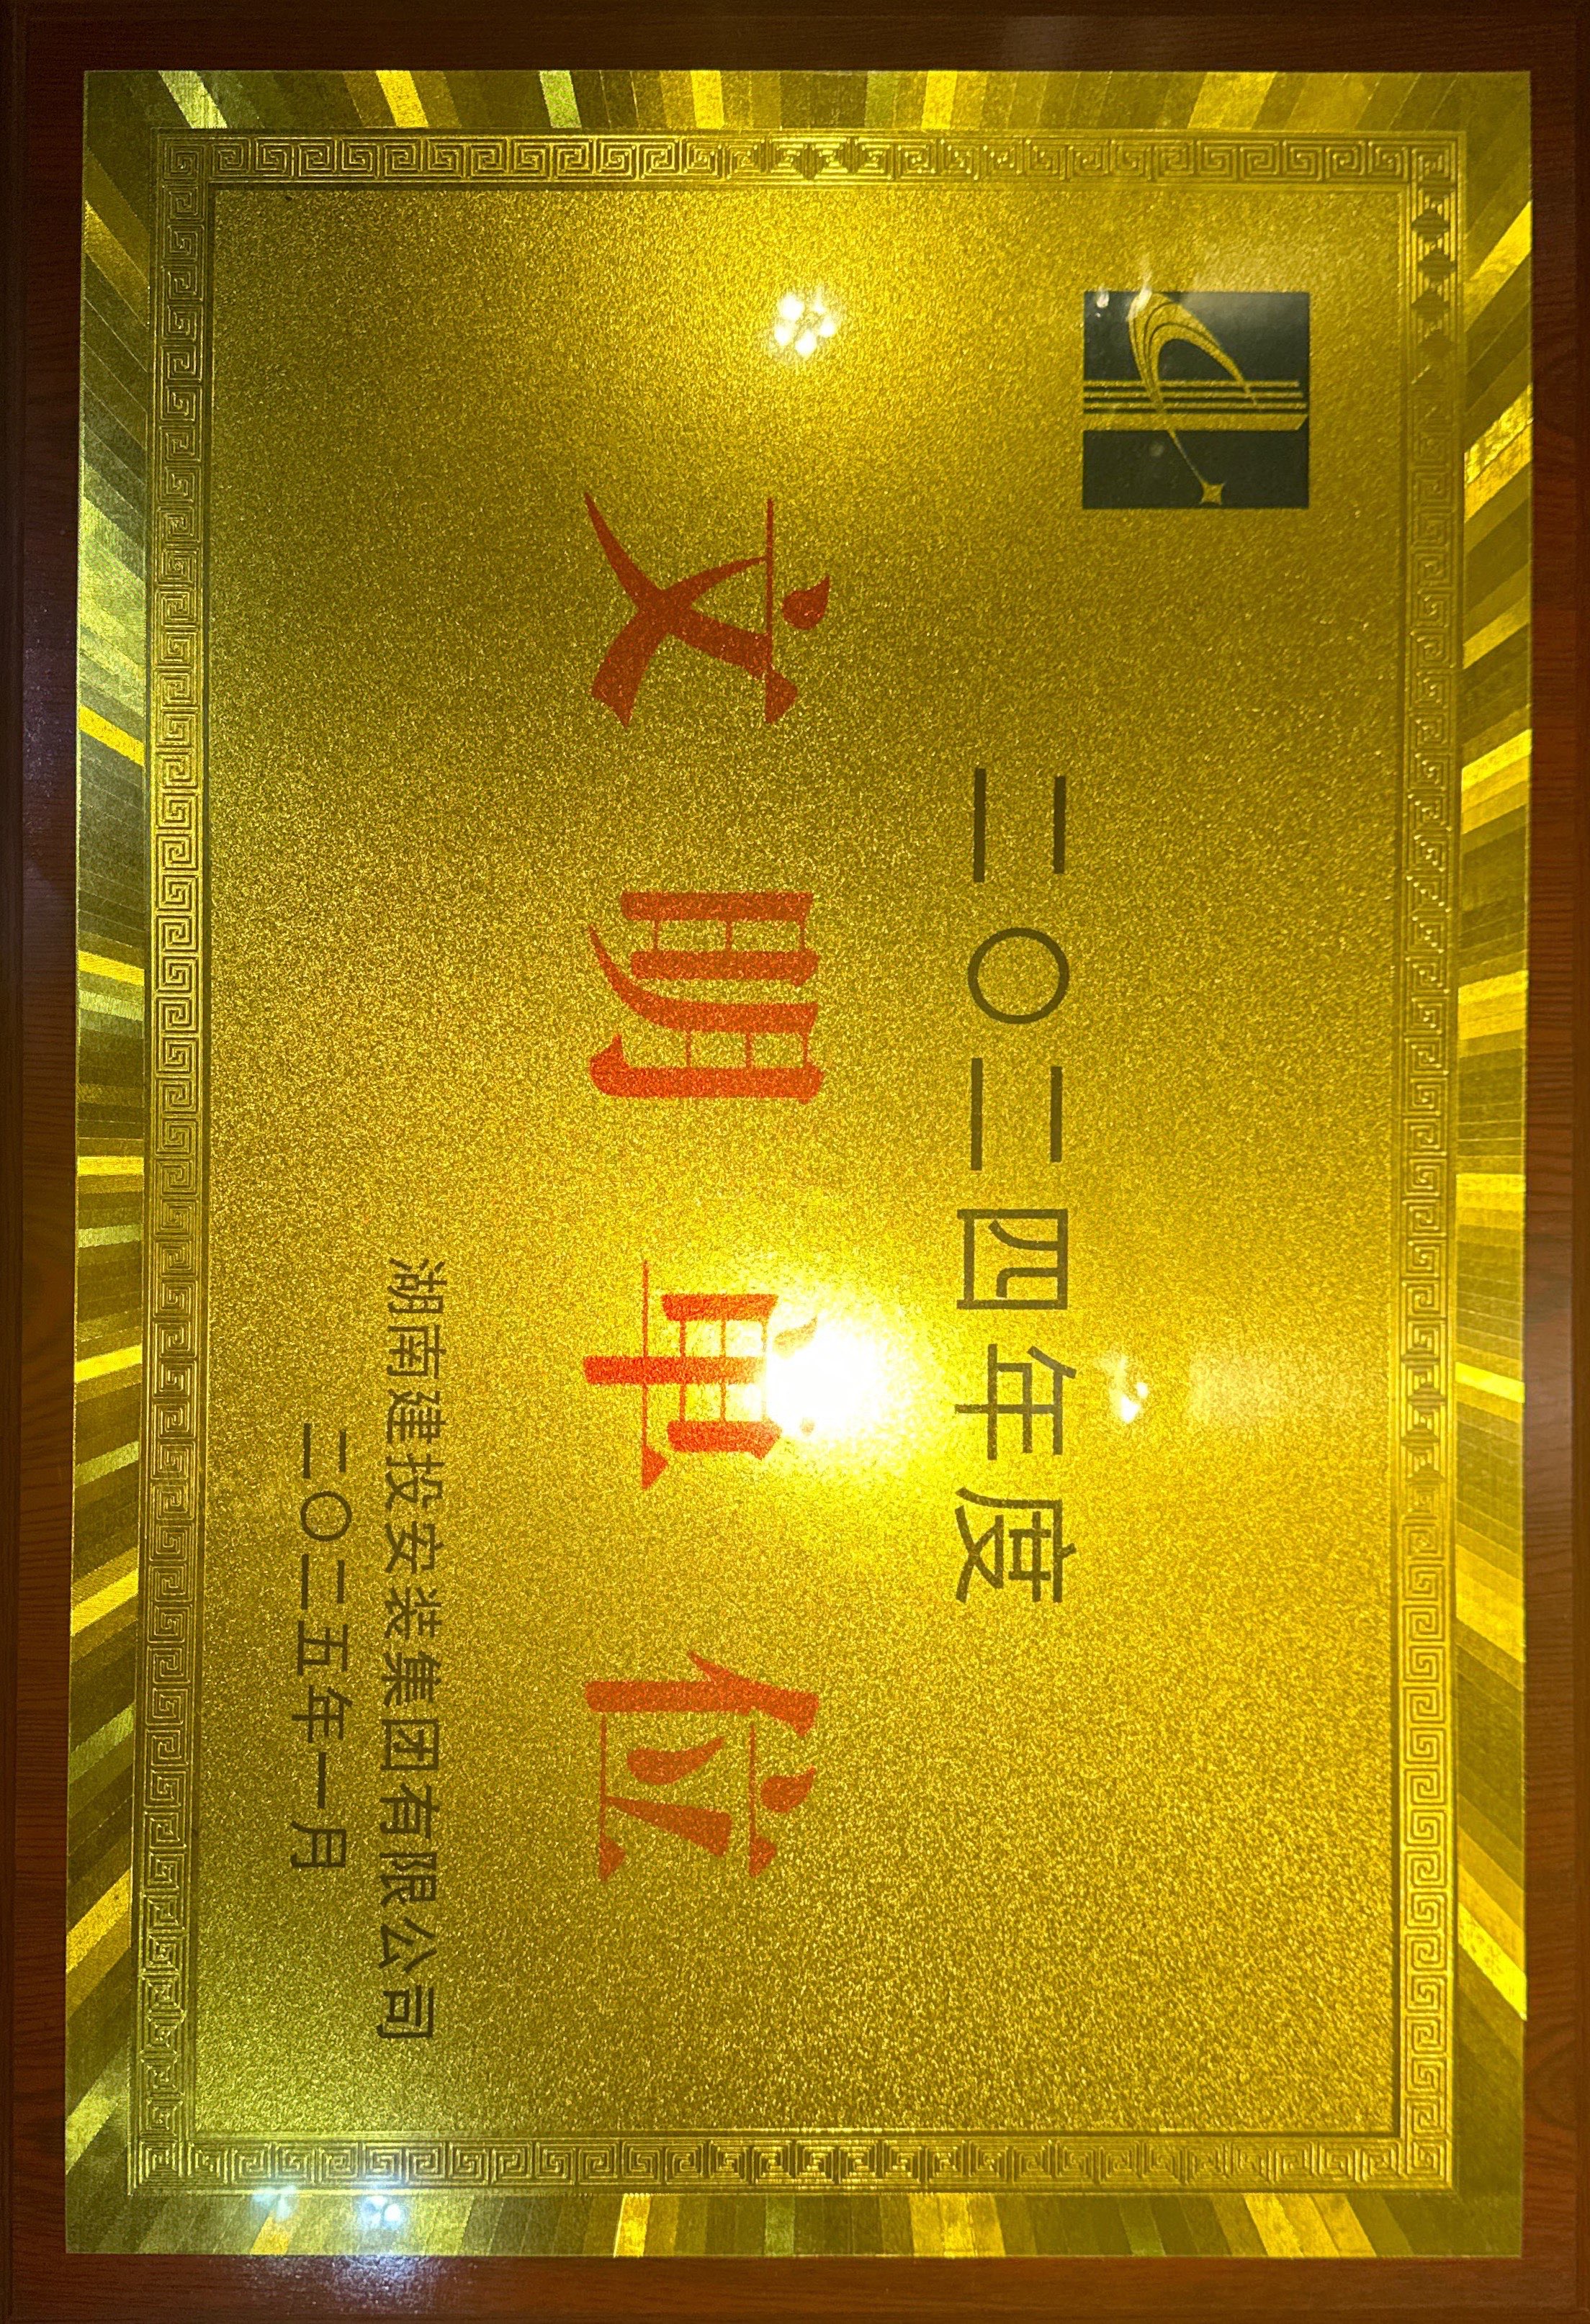 二〇二四年度
文明单位
湖南建投安装集团有限公司
二〇二五年一月